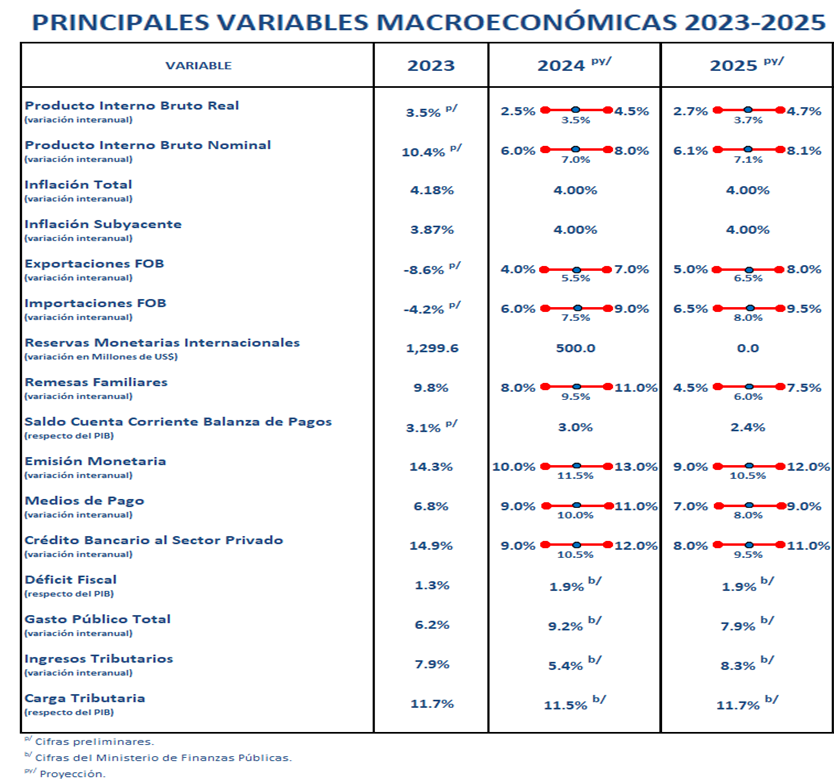 PRINCIPALES VARIABLES MACROECONÓMICAS 2023-2025
VARIABLE 2023 2024 py/ 2025 py/
Producto Interno Bruto Real
(variación interanual)
3.5% p/ 2.5% 4.5% 2.7% 4.7%
3.5% 3.7%
Producto Interno Bruto Nominal
(variación interanual)
10.4% p/ 6.0% 8.0% 6.1% 8.1%
7.0% 7.1%
Inflación Total
(variación interanual)
4.18% 4.00% 4.00%
Inflación Subyacente
(variación interanual)
3.87% 4.00% 4.00%
Exportaciones FOB
(variación interanual)
-8.6% p/ 4.0% 7.0% 5.0% 8.0%
5.5% 6.5%
Importaciones FOB
(variación interanual)
-4.2% p/ 6.0% 9.0% 6.5% 9.5%
7.5% 8.0%
Reservas Monetarias Internacionales
(variación en Millones de US$)
1,299.6 500.0 0.0
Remesas Familiares
(variación interanual)
9.8% 8.0% 11.0% 4.5% 7.5%
9.5% 6.0%
Saldo Cuenta Corriente Balanza de Pagos
(respecto del PIB)
3.1% p/ 3.0% 2.4%
Emisión Monetaria
(variación interanual)
14.3% 10.0% 13.0% 9.0% 12.0%
11.5% 10.5%
Medios de Pago
(variación interanual)
6.8% 9.0% 11.0% 7.0% 9.0%
10.0% 8.0%
Crédito Bancario al Sector Privado
(variación interanual)
14.9% 9.0% 12.0% 8.0% 11.0%
10.5% 9.5%
Déficit Fiscal
(respecto del PIB)
1.3% 1.9% b/ 1.9% b/
Gasto Público Total
(variación interanual)
6.2% 9.2% b/ 7.9% b/
Ingresos Tributarios
(variación interanual)
7.9% 5.4% b/ 8.3% b/
Carga Tributaria
(respecto del PIB)
11.7% 11.5% b/ 11.7% b/
p/ Cifras preliminares.
b/ Cifras del Ministerio de Finanzas Públicas.
py/ Proyección.